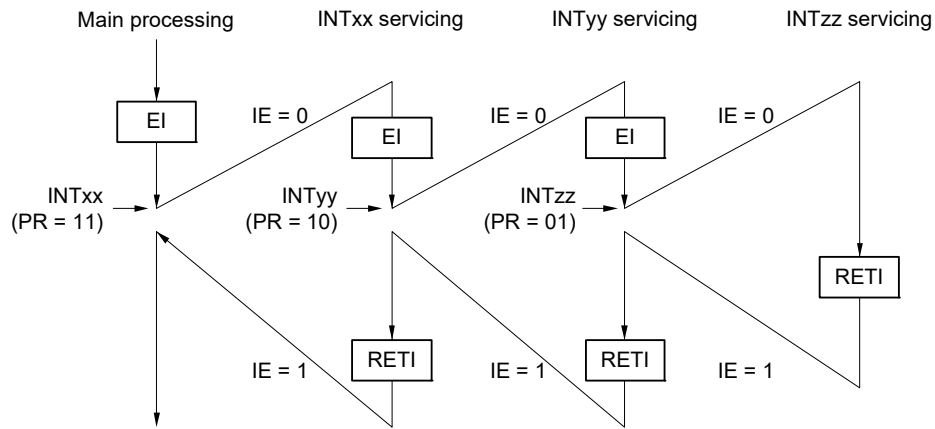 Main processing
INTxx servicing
INTyy servicing
INTzz servicing
EI
IE = 0
EI
IE = 0
EI
IE = 0
INTxx
(PR = 11)
INTyy
(PR = 10)
INTzz
(PR = 01)
RETI
IE = 1
RETI
IE = 1
RETI
IE = 1